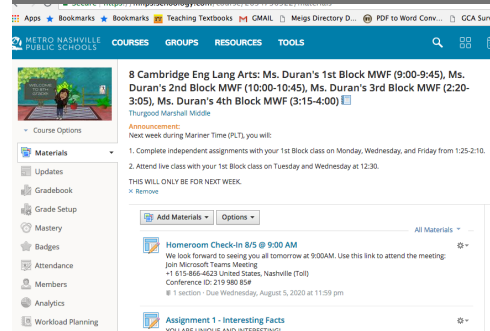 Secure
Apps Bookmarks Bookmarks Teaching Textbooks GMAIL Meigs Directory D... PDF to Word Conv... GCA Sur
METRO NASHVILLE
PUBLIC SCHOOLS
COURSES GROUPS RESOURCES TOOLS
8 Cambridge Eng Lang Arts: Ms. Duran's 1st Block MWF (9:00-9:45), Ms.
Duran's 2nd Block MWF (10:00-10:45), Ms. Duran's 3rd Block MWF (2:20-
3:05), Ms. Duran's 4th Block MWF (3:15-4:00)
Thurgood Marshall Middle
Announcement:
Next week during Mariner Time (PLT), you will:
1. Complete independent assignments with your 1st Block class on Monday, Wednesday, and Friday from 1:25-2:10.
2. Attend live class with your 1st Block class on Tuesday and Wednesday at 12:30.
THIS WILL ONLY BE FOR NEXT WEEK.
× Remove
Course Options
Materials
Updates
Gradebook
Grade Setup
Mastery
Badges
Attendance
Members
Analytics
Workload Planning
Add Materials Options
All Materials
Homeroom Check-In 8/5 @ 9:00 AM
We look forward to seeing you all tomorrow at 9:00AM. Use this link to attend the meeting:
Join Microsoft Teams Meeting
+1 615-866-4623 United States, Nashville (Toll)
Conference ID: 219 980 85#
1 section · Due Wednesday, August 5, 2020 at 11:59 pm
Assignment 1 - Interesting Facts
YOU ARE UNIQUE AND INTERESTING!